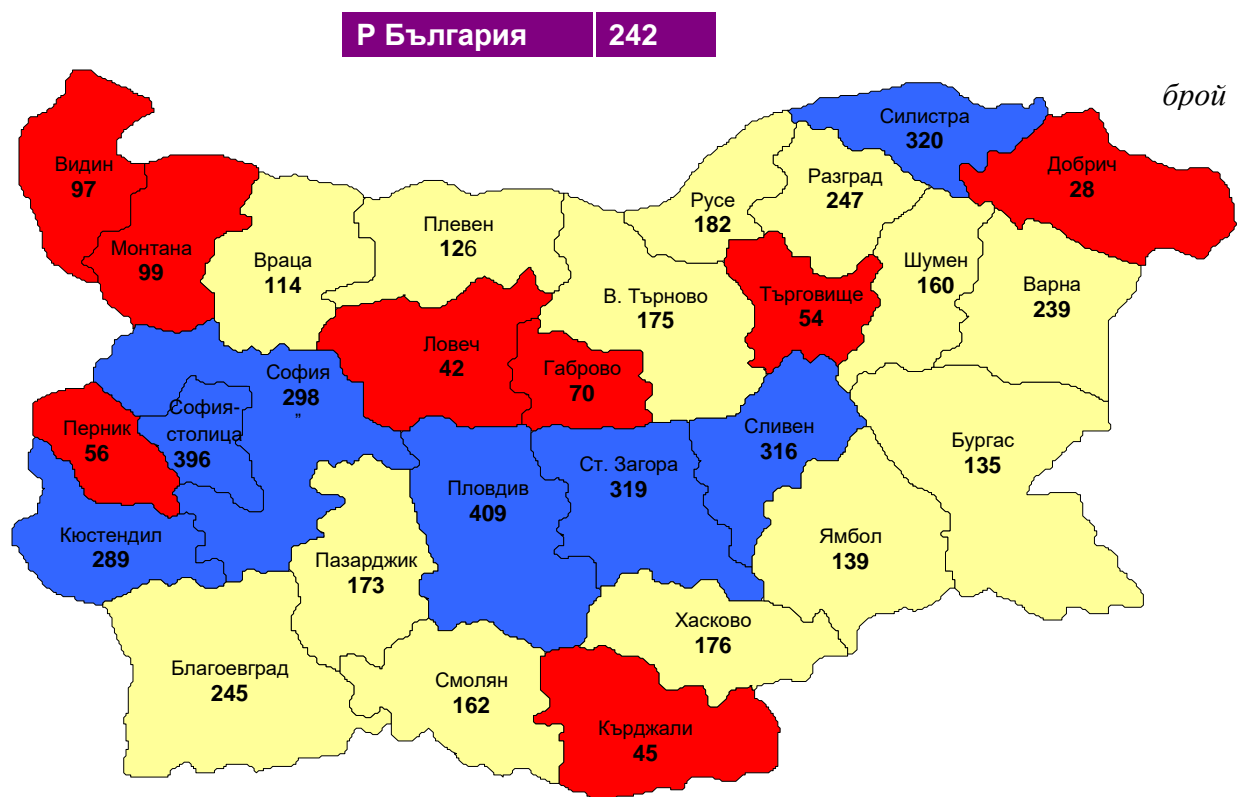 Р България 242
брой
Силистра
320
Видин
97
Добрич
28
Разград
247
Русе
182
Плевен
126
Монтана
99
Враца
114
Шумен
160
Варна
239
В. Търново
175
Търговище
54
Ловеч
42
Габрово
70
София
298
”
София-
столица
396
Перник
56
Сливен
316
Бургас
135
Ст. Загора
319
Пловдив
409
Кюстендил
289
Ямбол
139
Пазарджик
173
Хасково
176
Благоевград
245
Смолян
162
Кърджали
45